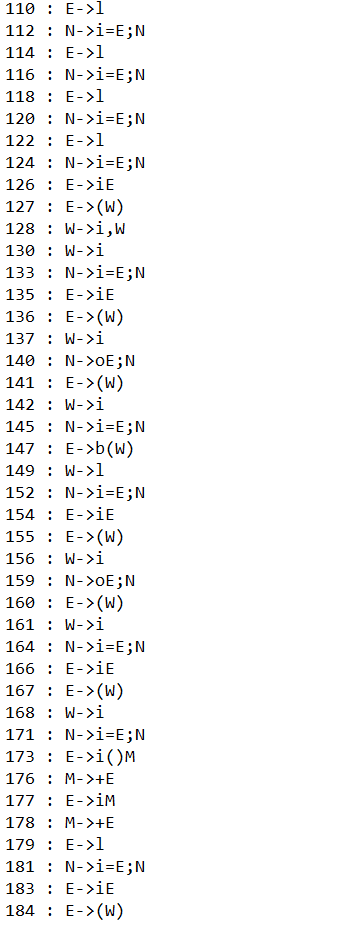 110 : E->l
112 : N->i=E;N
114 : E->l
116 : N->i=E;N
118 : E->l
120 : N->i=E;N
122 : E->l
124 : N->i=E;N
126 : E->iE
127 : E->(W)
128 : W->i,W
130 : W->i
133 : N->i=E;N
135 : E->iE
136 : E->(W)
137 : W->i
140 : N->oE;N
141 : E->(W)
142 : W->i
145 : N->i=E;N
147 : E->b(W)
149 : W->l
152 : N->i=E;N
154 : E->iE
155 : E->(W)
156 : W->i
159 : N->oE;N
160 : E->(W)
161 : W->i
164 : N->i=E;N
166 : E->iE
167 : E->(W)
168 : W->i
171 : N->i=E;N
173 : E->i()M
176 : M->+E
177 : E->iM
178 : M->+E
179 : E->l
181 : N->i=E;N
183 : E->iE
184 : E->(W)